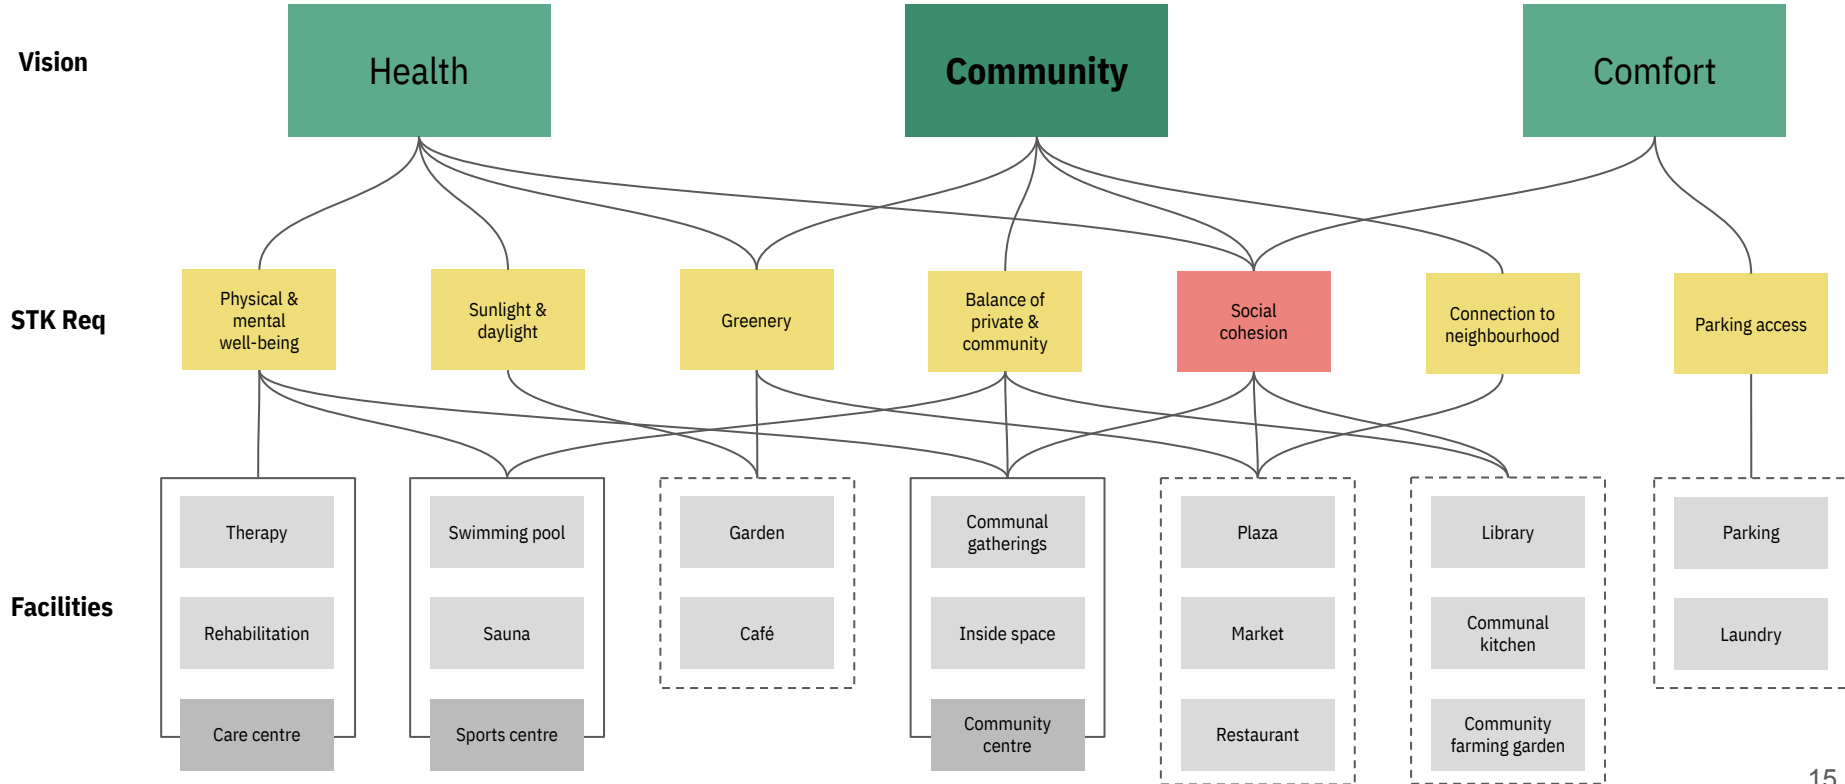 Vision
Health
Community
Comfort
STK Req
Physical &
mental
well-being
Sunlight &
daylight
Greenery
Balance of
private &
community
Social
cohesion
Connection to
neighbourhood
Parking access
Facilities
Therapy
Swimming pool
Garden
Communal
gatherings
Plaza
Library
Parking
Rehabilitation
Sauna
Café
Inside space
Market
Communal
kitchen
Laundry
Care centre
Sports centre
Community
centre
Restaurant
Community
farming garden
15